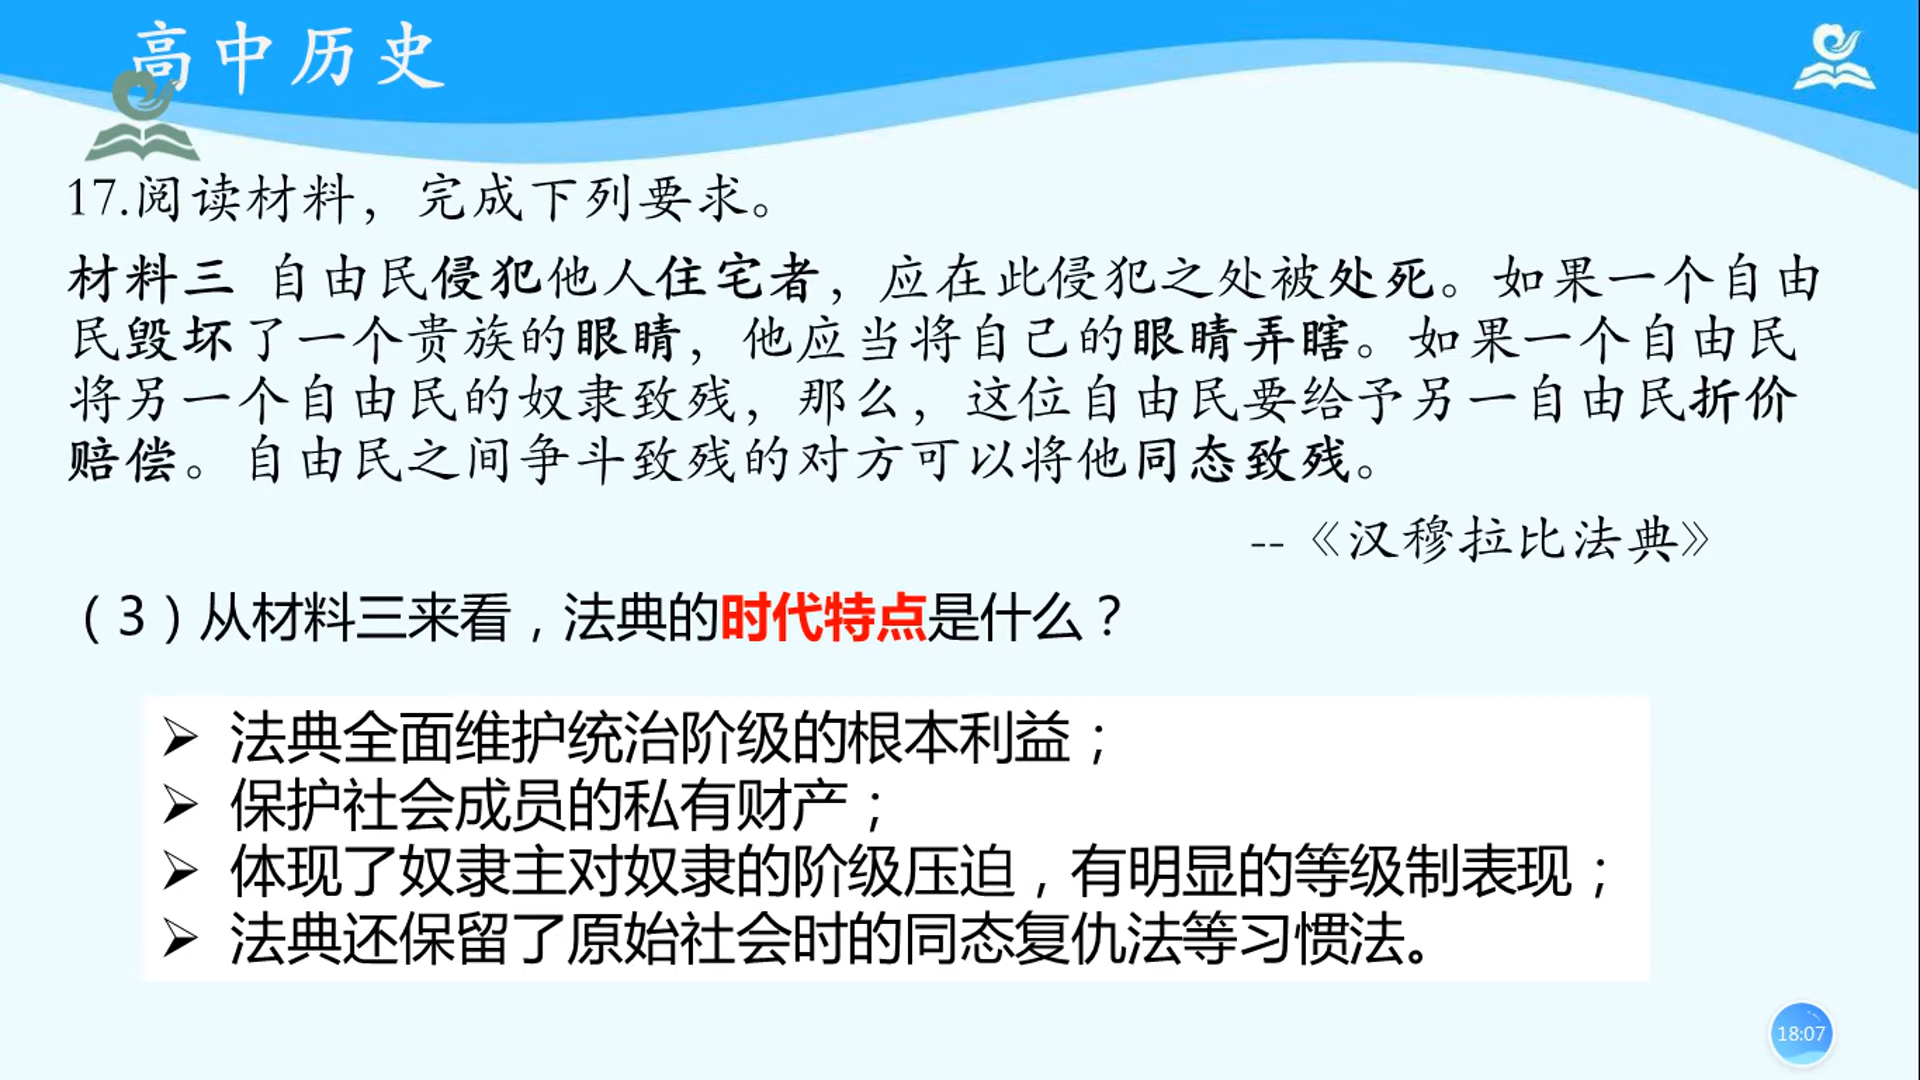 高中历史
17.阅读材料，完成下列要求。
材料三 自由民侵犯他人住宅者，应在此侵犯之处被处死。如果一个自由
民毁坏了一个贵族的眼睛，他应当将自己的眼睛弄瞎。如果一个自由民
将另一个自由民的奴隶致残，那么，这位自由民要给予另一自由民折价
赔偿。自由民之间争斗致残的对方可以将他同态致残。
--《汉穆拉比法典》
（3）从材料三来看，法典的时代特点是什么？
➢ 法典全面维护统治阶级的根本利益；
➢ 保护社会成员的私有财产；
➢ 体现了奴隶主对奴隶的阶级压迫，有明显的等级制表现；
➢ 法典还保留了原始社会时的同态复仇法等习惯法。
18:07